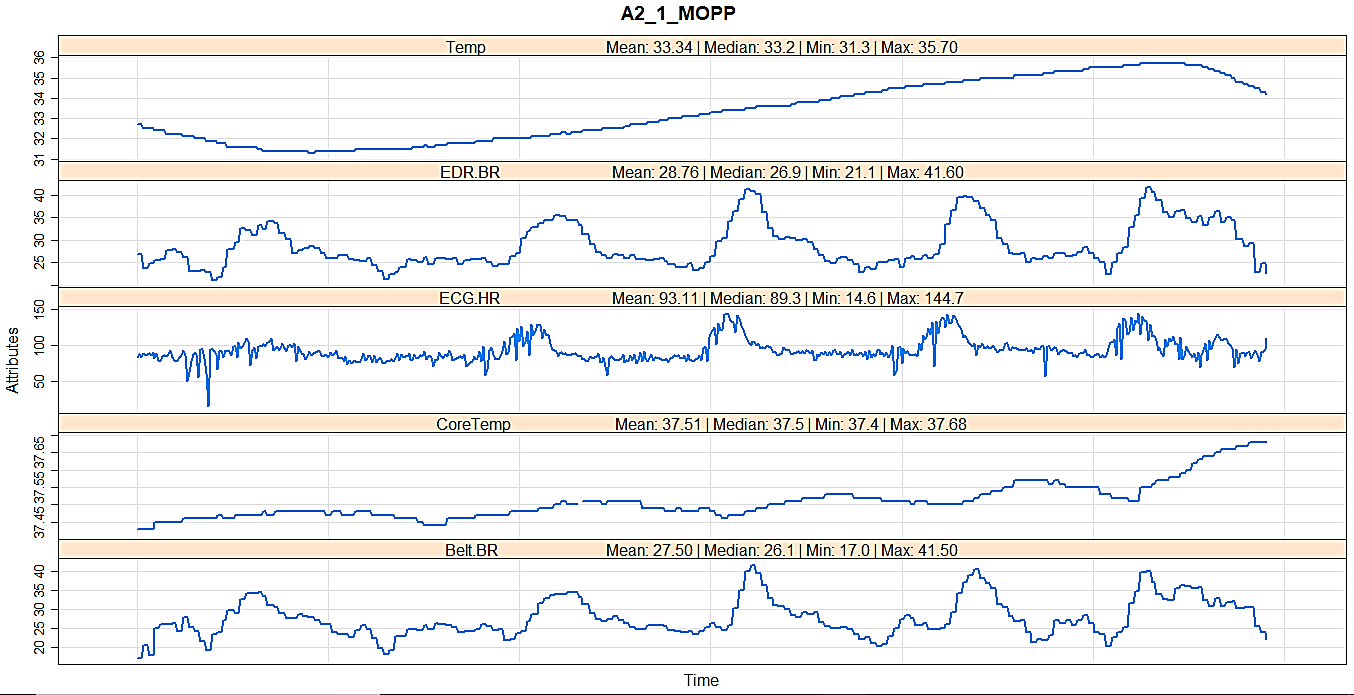 A2_1_MOPP
Temp Mean: 33.34 | Median: 33.2 | Min: 31.3 | Max: 35.70
36
35
34
33
32
31
EDR.BR Mean: 28.76 | Median: 26.9 | Min: 21.1 | Max: 41.60
40
35
30
25
ECG.HR Mean: 93.11 | Median: 89.3 | Min: 14.6 | Max: 144.7
150
100
50
Attributes
CoreTemp Mean: 37.51 | Median: 37.5 | Min: 37.4 | Max: 37.68
37.65
37.55
37.45
Belt.BR Mean: 27.50 | Median: 26.1 | Min: 17.0 | Max: 41.50
40
35
30
25
20
Time